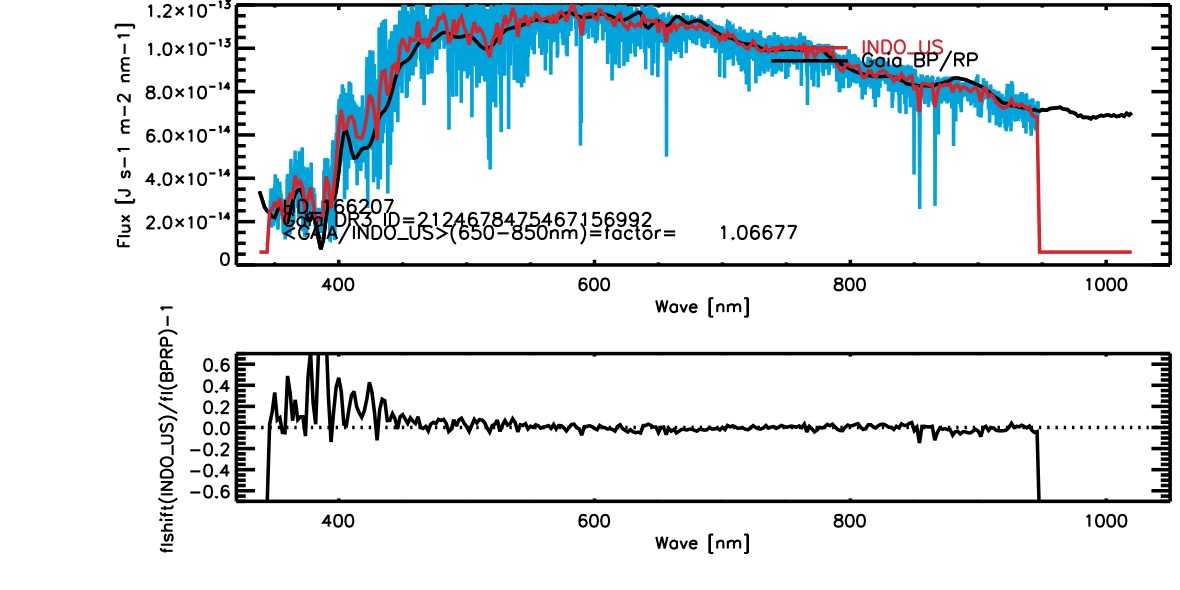 1.2×10⁻¹³
1.0×10⁻¹³
8.0×10⁻¹⁴
6.0×10⁻¹⁴
4.0×10⁻¹⁴
2.0×10⁻¹⁴
0
Flux [J s−1 m−2 nm−1]
INDO_US
Gaia BP/RP
HD 166207
Gaia DR3 ID=2124678475467156992
<GAIA/INDO_US>(650−850nm)=factor= 1.06677
400 600 800 1000
Wave [nm]
flshift(INDO_US)/fl(BPRP)−1
0.6
0.4
0.2
0.0
−0.2
−0.4
−0.6
400 600 800 1000
Wave [nm]